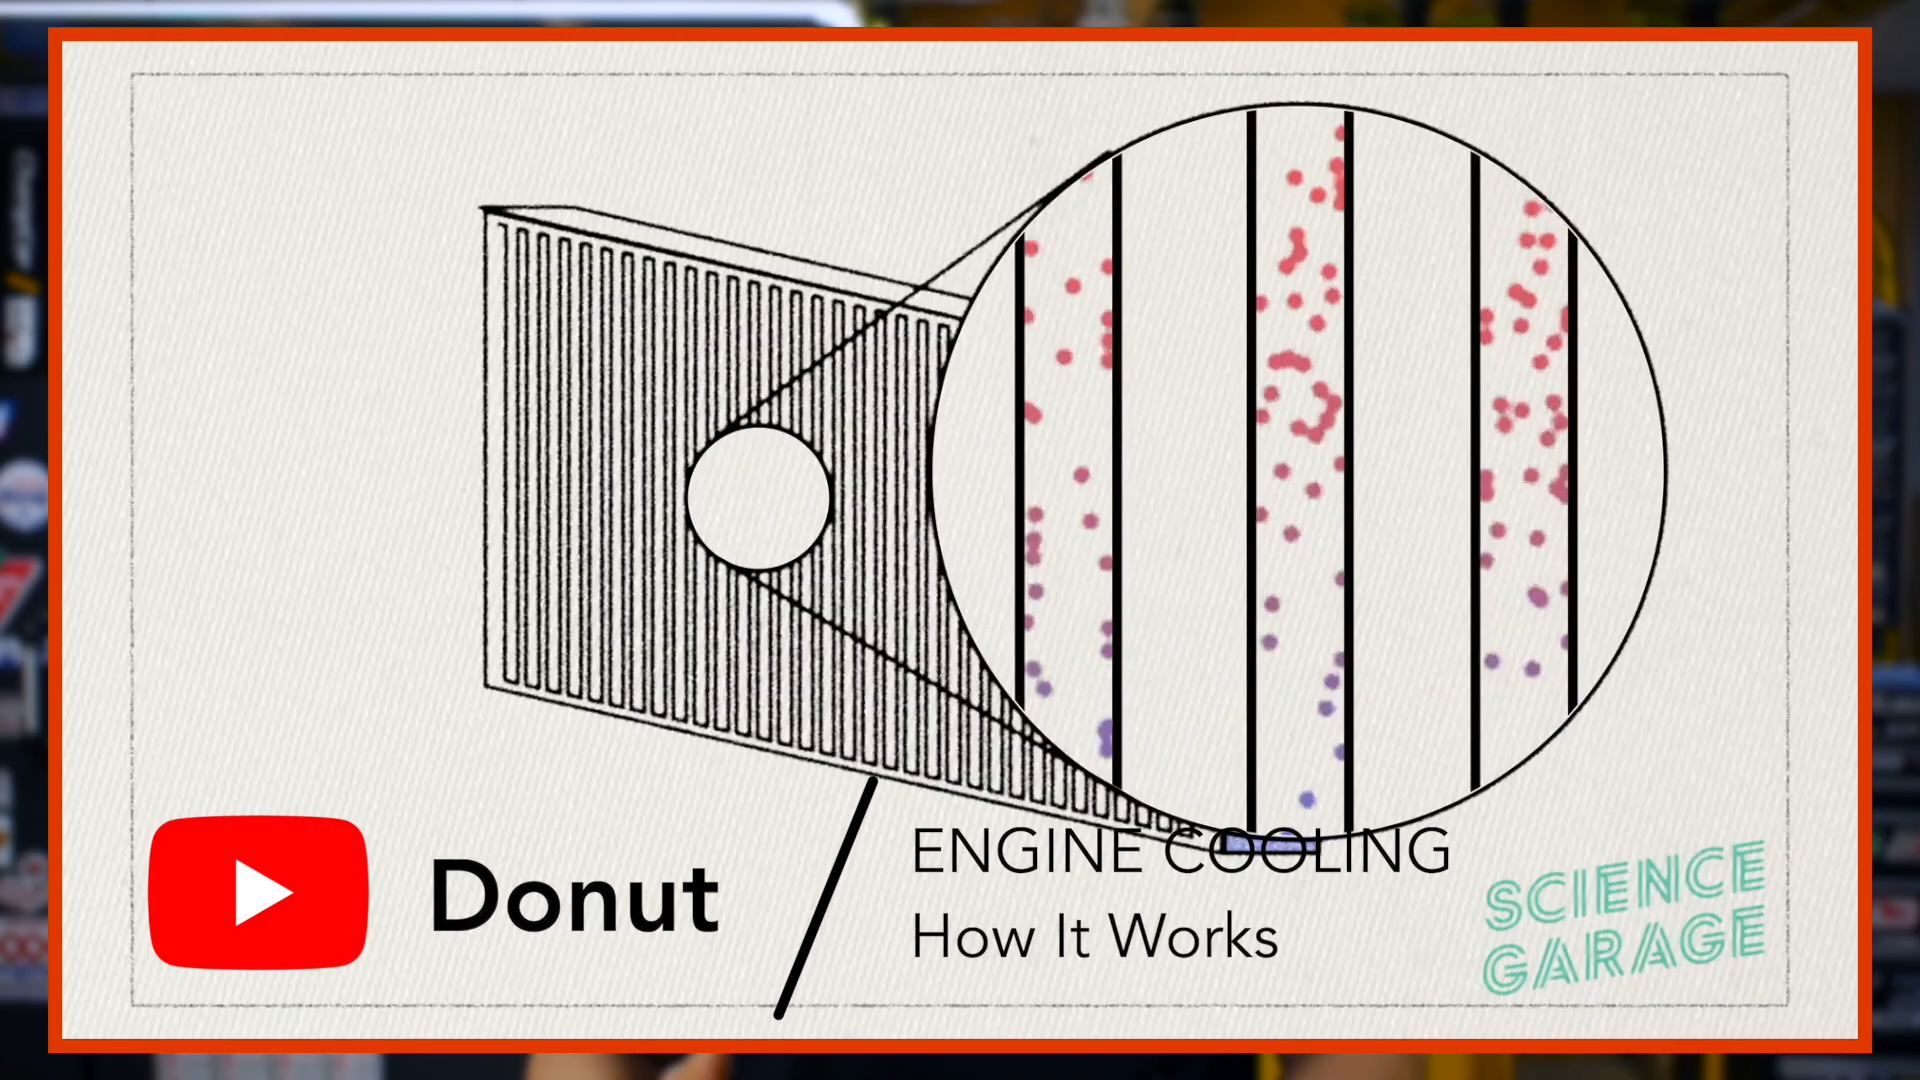 Donut
ENGINE COOLING
How It Works
SCIENCE
GARAGE